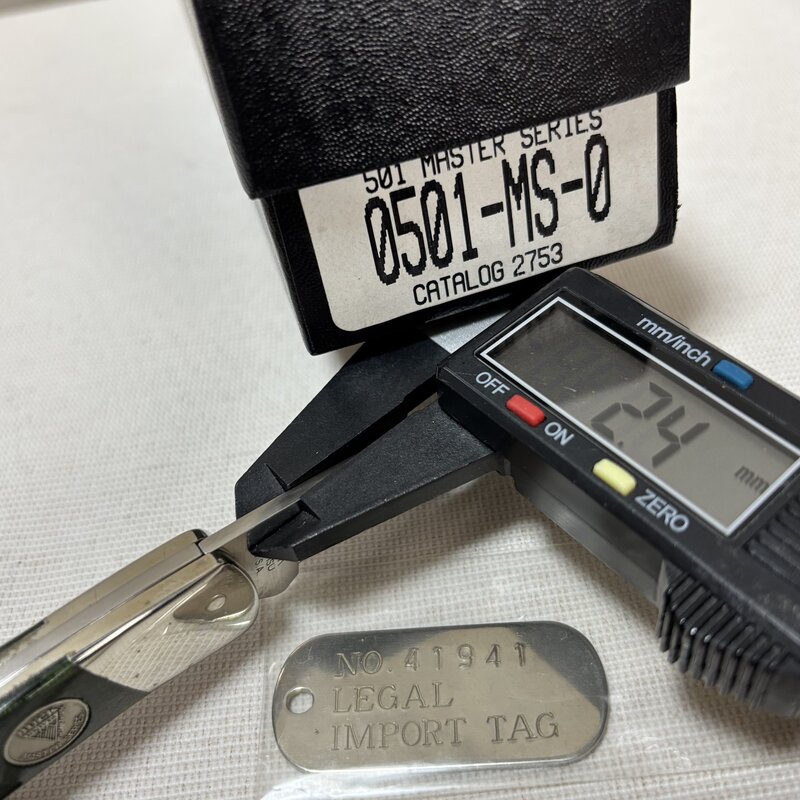 501 MASTER SERIES
0501-MS-0
CATALOG 2753
mm/inch
OFF
ON
ZERO
2.4
mm
NO.41941
LEGAL
IMPORT TAG